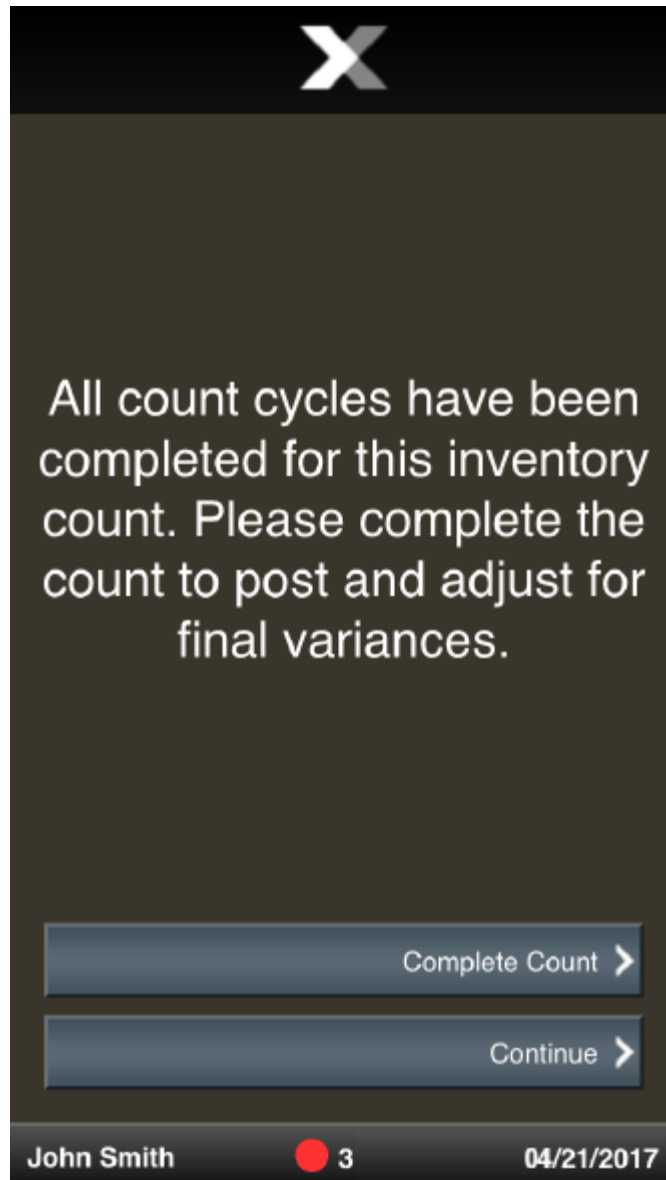 All count cycles have been
completed for this inventory
count. Please complete the
count to post and adjust for
final variances.
Complete Count
Continue
John Smith 3 04/21/2017